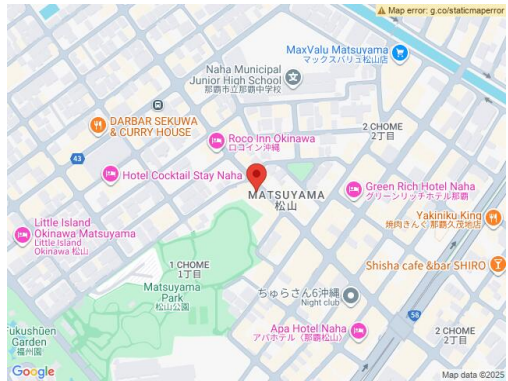 ⚠ Map error: g.co/staticmaperror
MaxValu Matsuyama
マックスバリュ松山店
Naha Municipal
Junior High School
那覇市立那覇中学校
DARBAR SEKUWA
& CURRY HOUSE
2 CHOME
2丁目
Roco Inn Okinawa
ロコイン沖縄
43
Hotel Cocktail Stay Naha
MATSUYAMA
松山
Green Rich Hotel Naha
グリーンリッチホテル那覇
Yakiniku King
焼肉きんぐ 那覇久茂地店
Little Island
Okinawa Matsuyama
Little Island
Okinawa 松山
1 CHOME
1丁目
Shisha cafe &bar SHIRO
Matsuyama
Park
松山公園
ちゅらさん6沖縄
Night club
58
ukushūen
Garden
福州園
Apa Hotel Naha
アパホテル〈那覇松山〉
2 CHOME
2丁目
Google
Map data ©2025